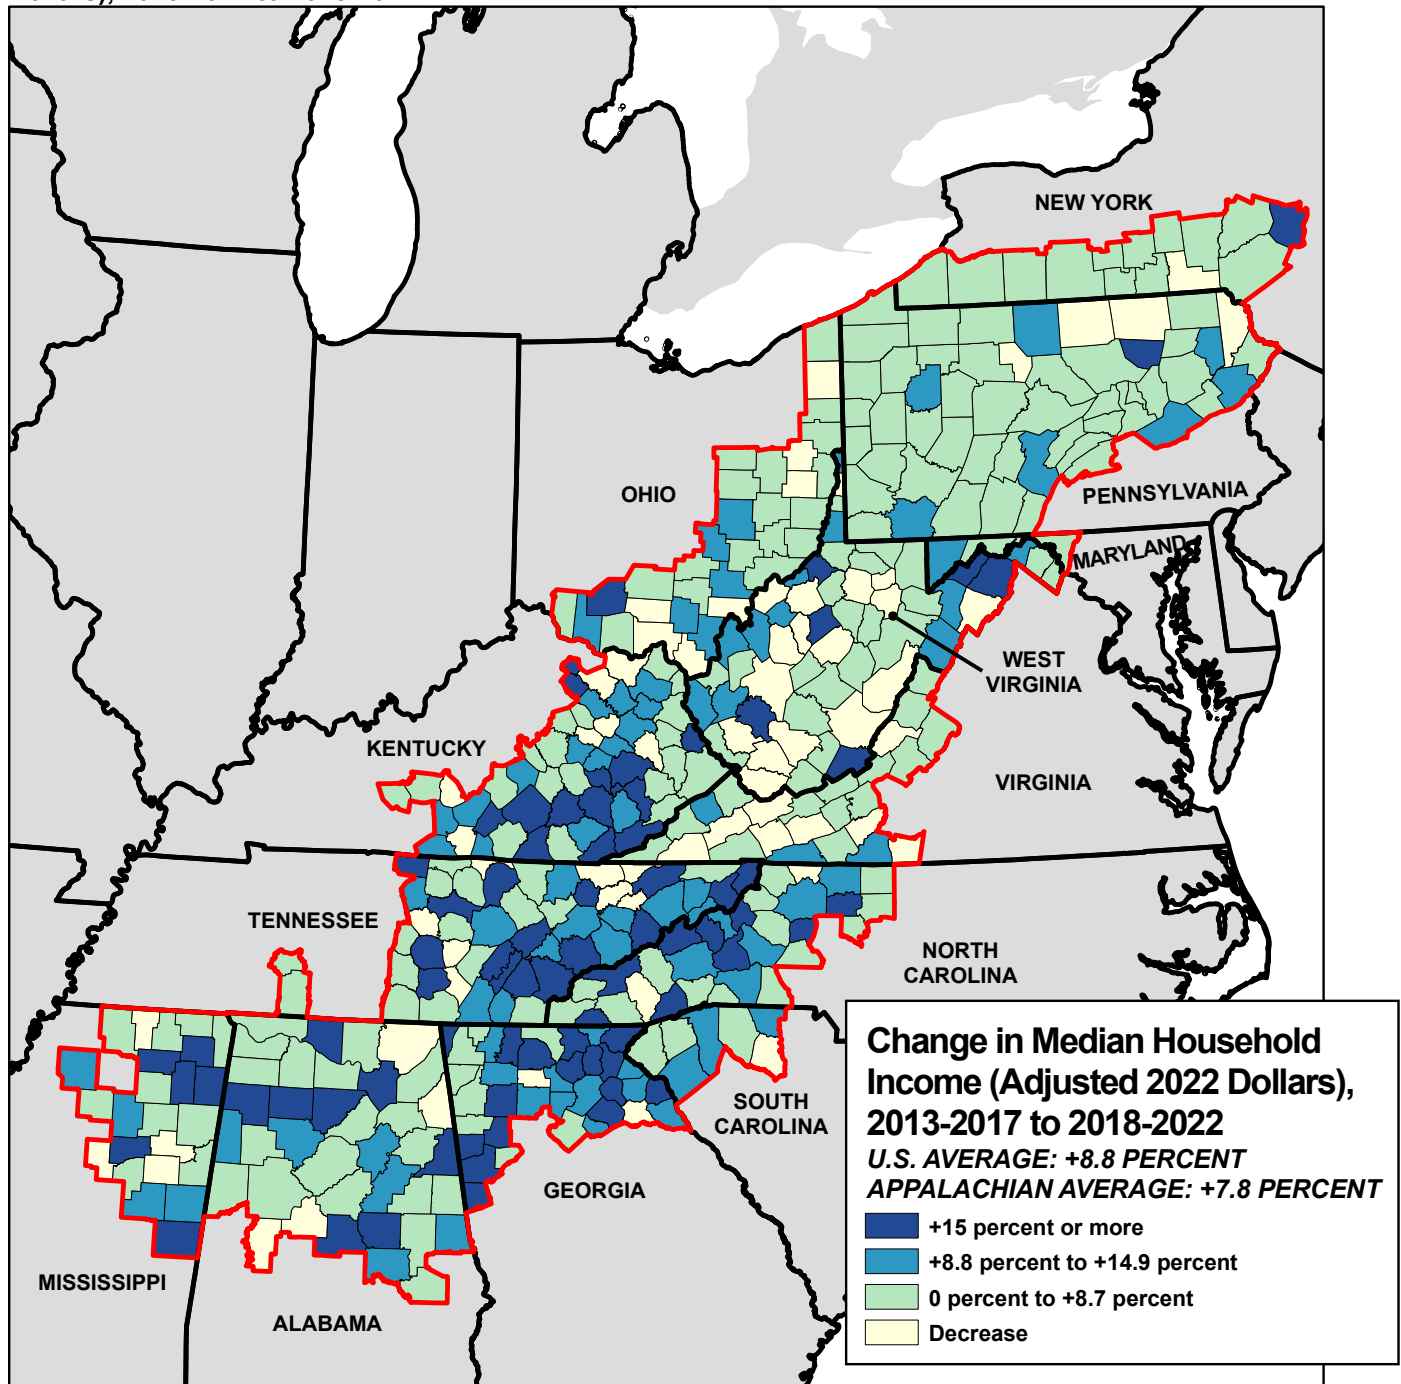 NEW YORK
OHIO
PENNSYLVANIA
MARYLAND
WEST
VIRGINIA
KENTUCKY
VIRGINIA
TENNESSEE
NORTH
CAROLINA
SOUTH
CAROLINA
GEORGIA
MISSISSIPPI
ALABAMA
Change in Median Household
Income (Adjusted 2022 Dollars),
2013-2017 to 2018-2022
U.S. AVERAGE: +8.8 PERCENT
APPALACHIAN AVERAGE: +7.8 PERCENT
+15 percent or more
+8.8 percent to +14.9 percent
0 percent to +8.7 percent
Decrease